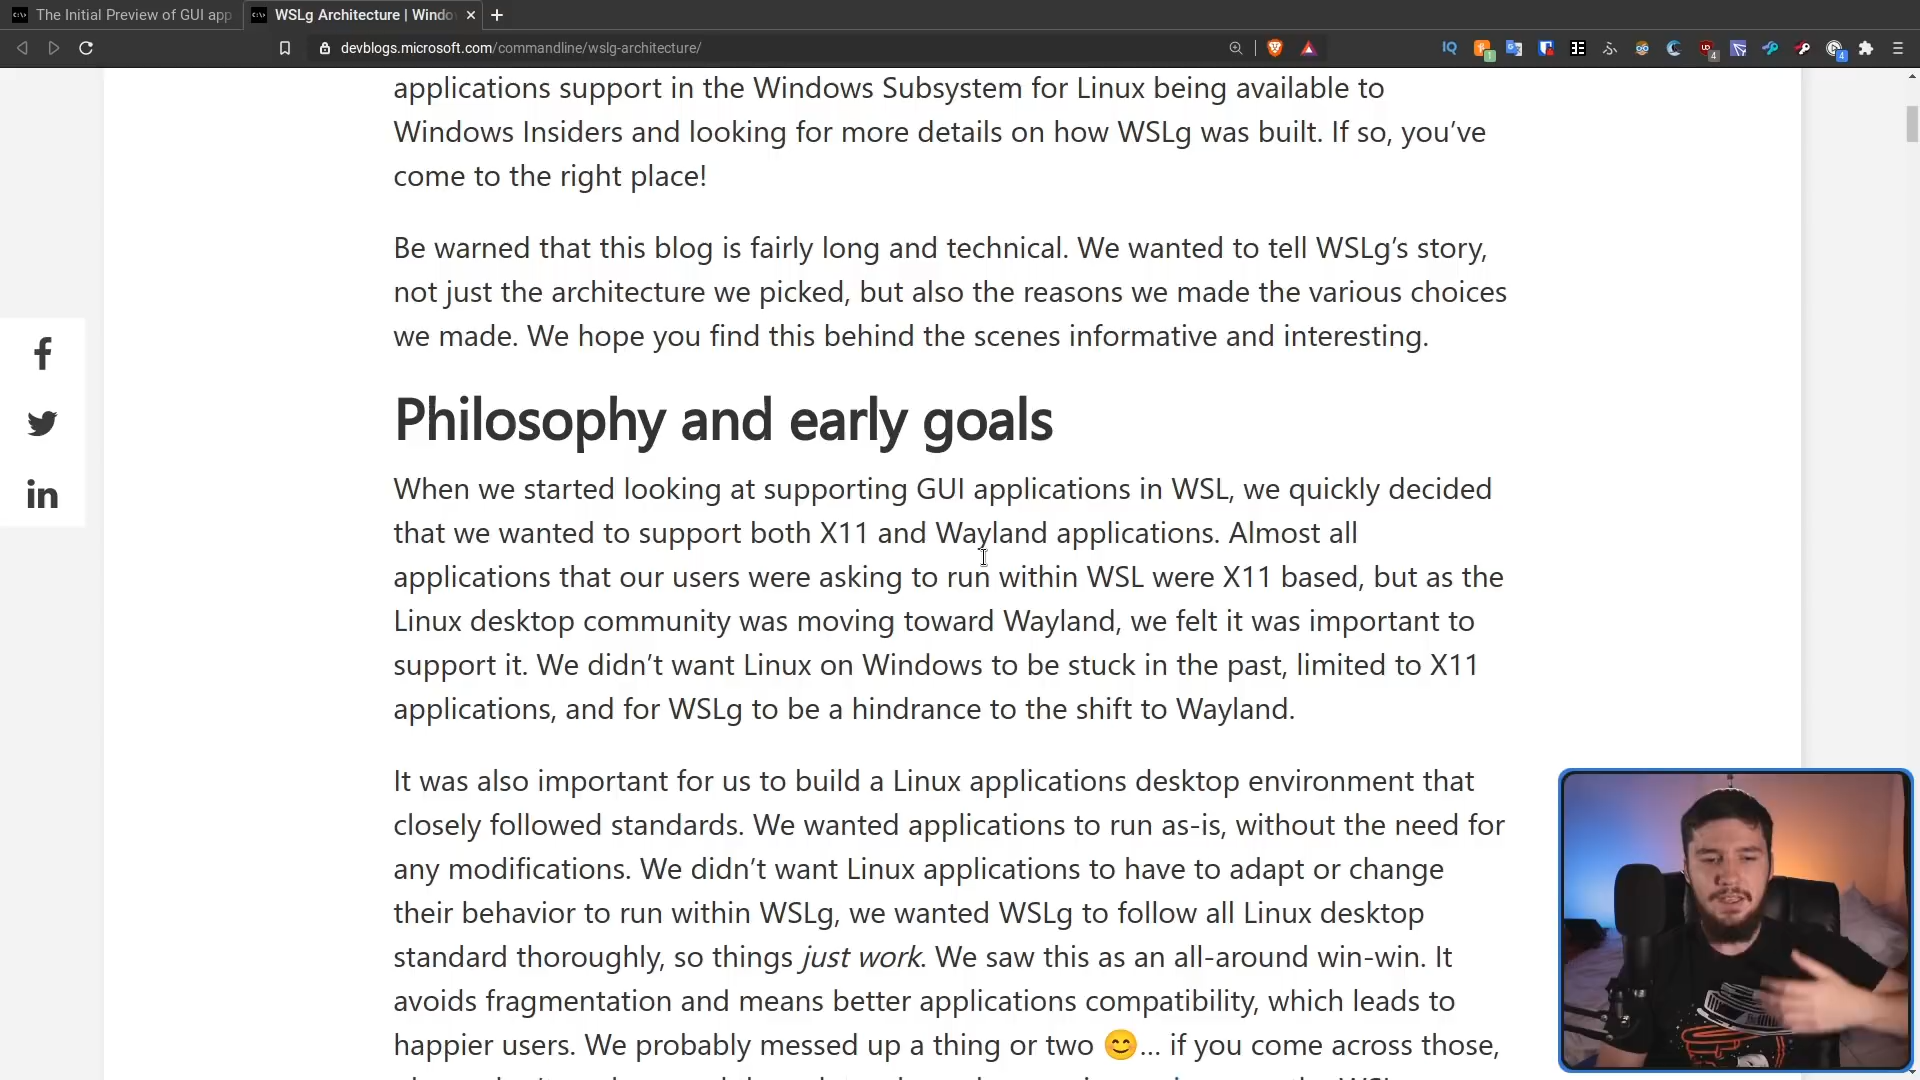 The Initial Preview of GUI app
WSLg Architecture | Windo
devblogs.microsoft.com/commandline/wslg-architecture/
applications support in the Windows Subsystem for Linux being available to
Windows Insiders and looking for more details on how WSLg was built. If so, you’ve
come to the right place!
Be warned that this blog is fairly long and technical. We wanted to tell WSLg’s story,
not just the architecture we picked, but also the reasons we made the various choices
we made. We hope you find this behind the scenes informative and interesting.
Philosophy and early goals
When we started looking at supporting GUI applications in WSL, we quickly decided
that we wanted to support both X11 and Wayland applications. Almost all
applications that our users were asking to run within WSL were X11 based, but as the
Linux desktop community was moving toward Wayland, we felt it was important to
support it. We didn’t want Linux on Windows to be stuck in the past, limited to X11
applications, and for WSLg to be a hindrance to the shift to Wayland.
It was also important for us to build a Linux applications desktop environment that
closely followed standards. We wanted applications to run as-is, without the need for
any modifications. We didn’t want Linux applications to have to adapt or change
their behavior to run within WSLg, we wanted WSLg to follow all Linux desktop
standard thoroughly, so things just work. We saw this as an all-around win-win. It
avoids fragmentation and means better applications compatibility, which leads to
happier users. We probably messed up a thing or two 😊… if you come across those,